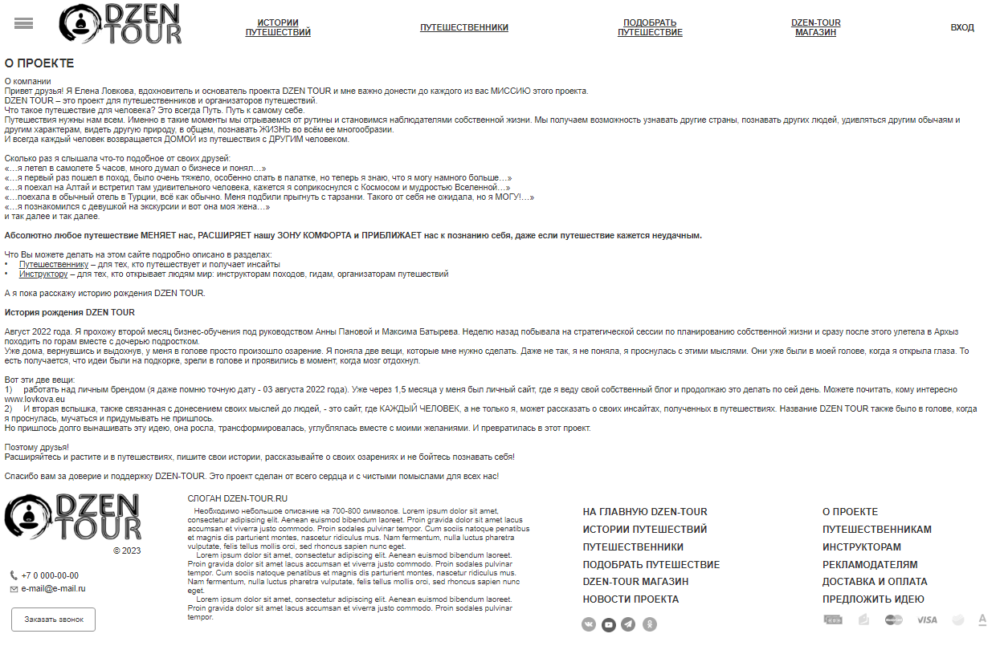 DZEN TOUR
ИСТОРИИ ПУТЕШЕСТВИЙ
ПУТЕШЕСТВЕННИКИ
ПОДОБРАТЬ ПУТЕШЕСТВИЕ
DZEN-TOUR МАГАЗИН
ВХОД
О ПРОЕКТЕ
О компании
Привет друзья! Я Елена Ловкова, вдохновитель и основатель проекта DZEN TOUR и мне важно донести до каждого из вас МИССИЮ этого проекта.
DZEN TOUR – это проект для путешественников и организаторов путешествий.
Что такое путешествие для человека? Это всегда Путь. Путь к самому себе.
Путешествия нужны нам всем. Именно в такие моменты мы отрываемся от рутины и становимся наблюдателями собственной жизни. Мы получаем возможность узнавать другие страны, познавать других людей, удивляться другим обычаям и
другим характерам, видеть другую природу, в общем, познавать ЖИЗНЬ во всём ее многообразии.
И всегда каждый человек возвращается ДОМОЙ из путешествия с ДРУГИМ человеком.
Сколько раз я слышала что-то подобное от своих друзей:
«…я летел в самолете 5 часов, много думал о бизнесе и понял…»
«…я первый раз пошел в поход, было очень тяжело, особенно спать в палатке, но теперь я знаю, что я могу намного больше…»
«…я поехал на Алтай и встретил там удивительного человека, кажется я соприкоснулся с Космосом и мудростью Вселенной…»
«…поехала в обычный отель в Турции, всё как обычно. Меня подбили прыгнуть с тарзанки. Такого от себя не ожидала, но я МОГУ!…»
«…я познакомился с девушкой на экскурсии и вот она моя жена…»
и так далее и так далее.
Абсолютно любое путешествие МЕНЯЕТ нас, РАСШИРЯЕТ нашу ЗОНУ КОМФОРТА и ПРИБЛИЖАЕТ нас к познанию себя, даже если путешествие кажется неудачным.
Что Вы можете делать на этом сайте подробно описано в разделах:
• Путешественнику – для тех, кто путешествует и получает инсайты
• Инструктору – для тех, кто открывает людям мир: инструкторам походов, гидам, организаторам путешествий
А я пока расскажу историю рождения DZEN TOUR.
История рождения DZEN TOUR
Август 2022 года. Я прохожу второй месяц бизнес-обучения под руководством Анны Пановой и Максима Батырева. Неделю назад побывала на стратегической сессии по планированию собственной жизни и сразу после этого улетела в Архыз
походить по горам вместе с дочерью подростком.
Уже дома, вернувшись и выдохнув, у меня в голове просто произошло озарение. Я поняла две вещи, которые мне нужно сделать. Даже не так, я не поняла, я проснулась с этими мыслями. Они уже были в моей голове, когда я открыла глаза. То
есть получается, что идеи были на подкорке, зрели в голове и проявились в момент, когда мозг отдохнул.
Вот эти две вещи:
1) работать над личным брендом (я даже помню точную дату - 03 августа 2022 года). Уже через 1,5 месяца у меня был личный сайт, где я веду свой собственный блог и продолжаю это делать по сей день. Можете почитать, кому интересно
www.lovkova.eu
2) И вторая вспышка, также связанная с донесением своих мыслей до людей, - это сайт, где КАЖДЫЙ ЧЕЛОВЕК, а не только я, может рассказать о своих инсайтах, полученных в путешествиях. Название DZEN TOUR также было в голове, когда
я проснулась, мучаться и придумывать не пришлось.
Но пришлось долго вынашивать эту идею, она росла, трансформировалась, углублялась вместе с моими желаниями. И превратилась в этот проект.
Поэтому друзья!
Расширяйтесь и растите и в путешествиях, пишите свои истории, рассказывайте о своих озарениях и не бойтесь познавать себя!
Спасибо вам за доверие и поддержку DZEN-TOUR. Это проект сделан от всего сердца и с чистыми помыслами для всех нас!
DZEN TOUR
© 2023
+7 0 000-00-00
e-mail@e-mail.ru
Заказать звонок
СЛОГАН DZEN-TOUR.RU
Необходимо небольшое описание на 700-800 символов. Lorem ipsum dolor sit amet,
consectetur adipiscing elit. Aenean euismod bibendum laoreet. Proin gravida dolor sit amet lacus
accumsan et viverra justo commodo. Proin sodales pulvinar tempor. Cum sociis natoque penatibus
et magnis dis parturient montes, nascetur ridiculus mus. Nam fermentum, nulla luctus pharetra
vulputate, felis tellus mollis orci, sed rhoncus sapien nunc eget.
Lorem ipsum dolor sit amet, consectetur adipiscing elit. Aenean euismod bibendum laoreet.
Proin gravida dolor sit amet lacus accumsan et viverra justo commodo. Proin sodales pulvinar
tempor. Cum sociis natoque penatibus et magnis dis parturient montes, nascetur ridiculus mus.
Nam fermentum, nulla luctus pharetra vulputate, felis tellus mollis orci, sed rhoncus sapien nunc
eget.
Lorem ipsum dolor sit amet, consectetur adipiscing elit. Aenean euismod bibendum laoreet.
Proin gravida dolor sit amet lacus accumsan et viverra justo commodo. Proin sodales pulvinar
tempor.
НА ГЛАВНУЮ DZEN-TOUR
ИСТОРИИ ПУТЕШЕСТВИЙ
ПУТЕШЕСТВЕННИКИ
ПОДОБРАТЬ ПУТЕШЕСТВИЕ
DZEN-TOUR МАГАЗИН
НОВОСТИ ПРОЕКТА
О ПРОЕКТЕ
ПУТЕШЕСТВЕННИКАМ
ИНСТРУКТОРАМ
РЕКЛАМОДАТЕЛЯМ
ДОСТАВКА И ОПЛАТА
ПРЕДЛОЖИТЬ ИДЕЮ
VISA